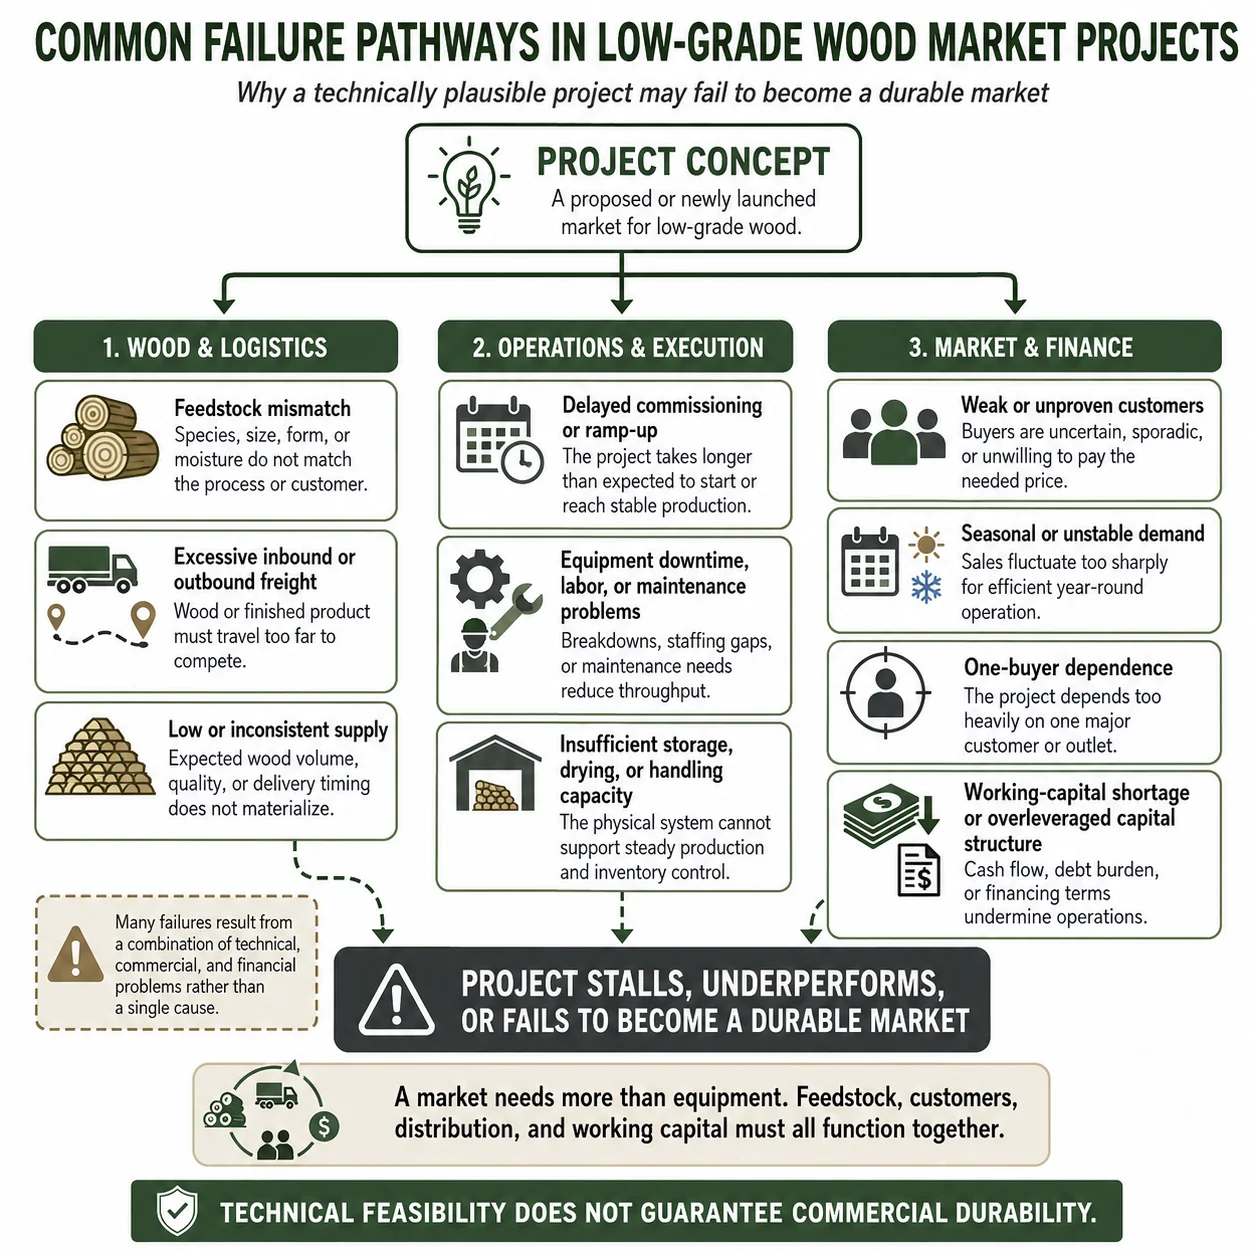 COMMON FAILURE PATHWAYS IN LOW-GRADE WOOD MARKET PROJECTS
Why a technically plausible project may fail to become a durable market
PROJECT CONCEPT
A proposed or newly launched
market for low-grade wood.
1. WOOD & LOGISTICS
Feedstock mismatch
Species, size, form, or
moisture do not match
the process or customer.
Excessive inbound or
outbound freight
Wood or finished product
must travel too far to
compete.
Low or inconsistent supply
Expected wood volume,
quality, or delivery timing
does not materialize.
2. OPERATIONS & EXECUTION
Delayed commissioning
or ramp-up
The project takes longer
than expected to start or
reach stable production.
Equipment downtime,
labor, or maintenance
problems
Breakdowns, staffing gaps,
or maintenance needs
reduce throughput.
Insufficient storage,
drying, or handling
capacity
The physical system cannot
support steady production
and inventory control.
3. MARKET & FINANCE
Weak or unproven customers
Buyers are uncertain, sporadic,
or unwilling to pay the
needed price.
Seasonal or unstable demand
Sales fluctuate too sharply
for efficient year-round
operation.
One-buyer dependence
The project depends too
heavily on one major
customer or outlet.
$
$
Working-capital shortage
or overleveraged capital
structure
Cash flow, debt burden,
or financing terms
undermine operations.
Many failures result from
a combination of technical,
commercial, and financial
problems rather than
a single cause.
PROJECT STALLS, UNDERPERFORMS,
OR FAILS TO BECOME A DURABLE MARKET
$
A market needs more than equipment. Feedstock, customers,
distribution, and working capital must all function together.
TECHNICAL FEASIBILITY DOES NOT GUARANTEE COMMERCIAL DURABILITY.